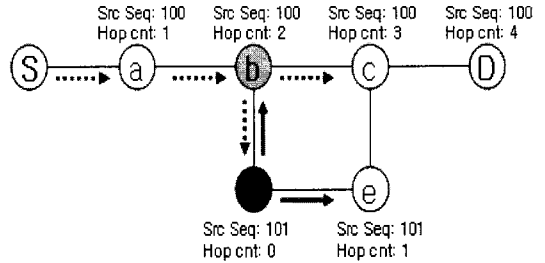 Src Seq: 100 Src Seq: 100 Src Seq: 100 Src Seq: 100
Hop cnt: 1 Hop cnt: 2 Hop cnt: 3 Hop cnt: 4
S a b c D
e
Src Seq: 101 Src Seq: 101
Hop cnt: 0 Hop cnt: 1